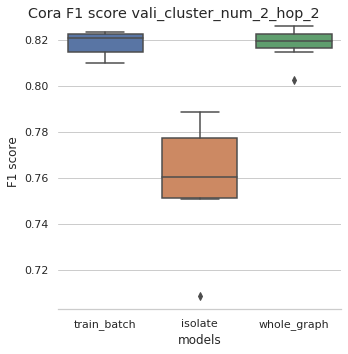 Cora F1 score vali_cluster_num_2_hop_2
0.82
0.80
0.78
0.76
0.74
0.72
F1 score
train_batch isolate whole_graph
models